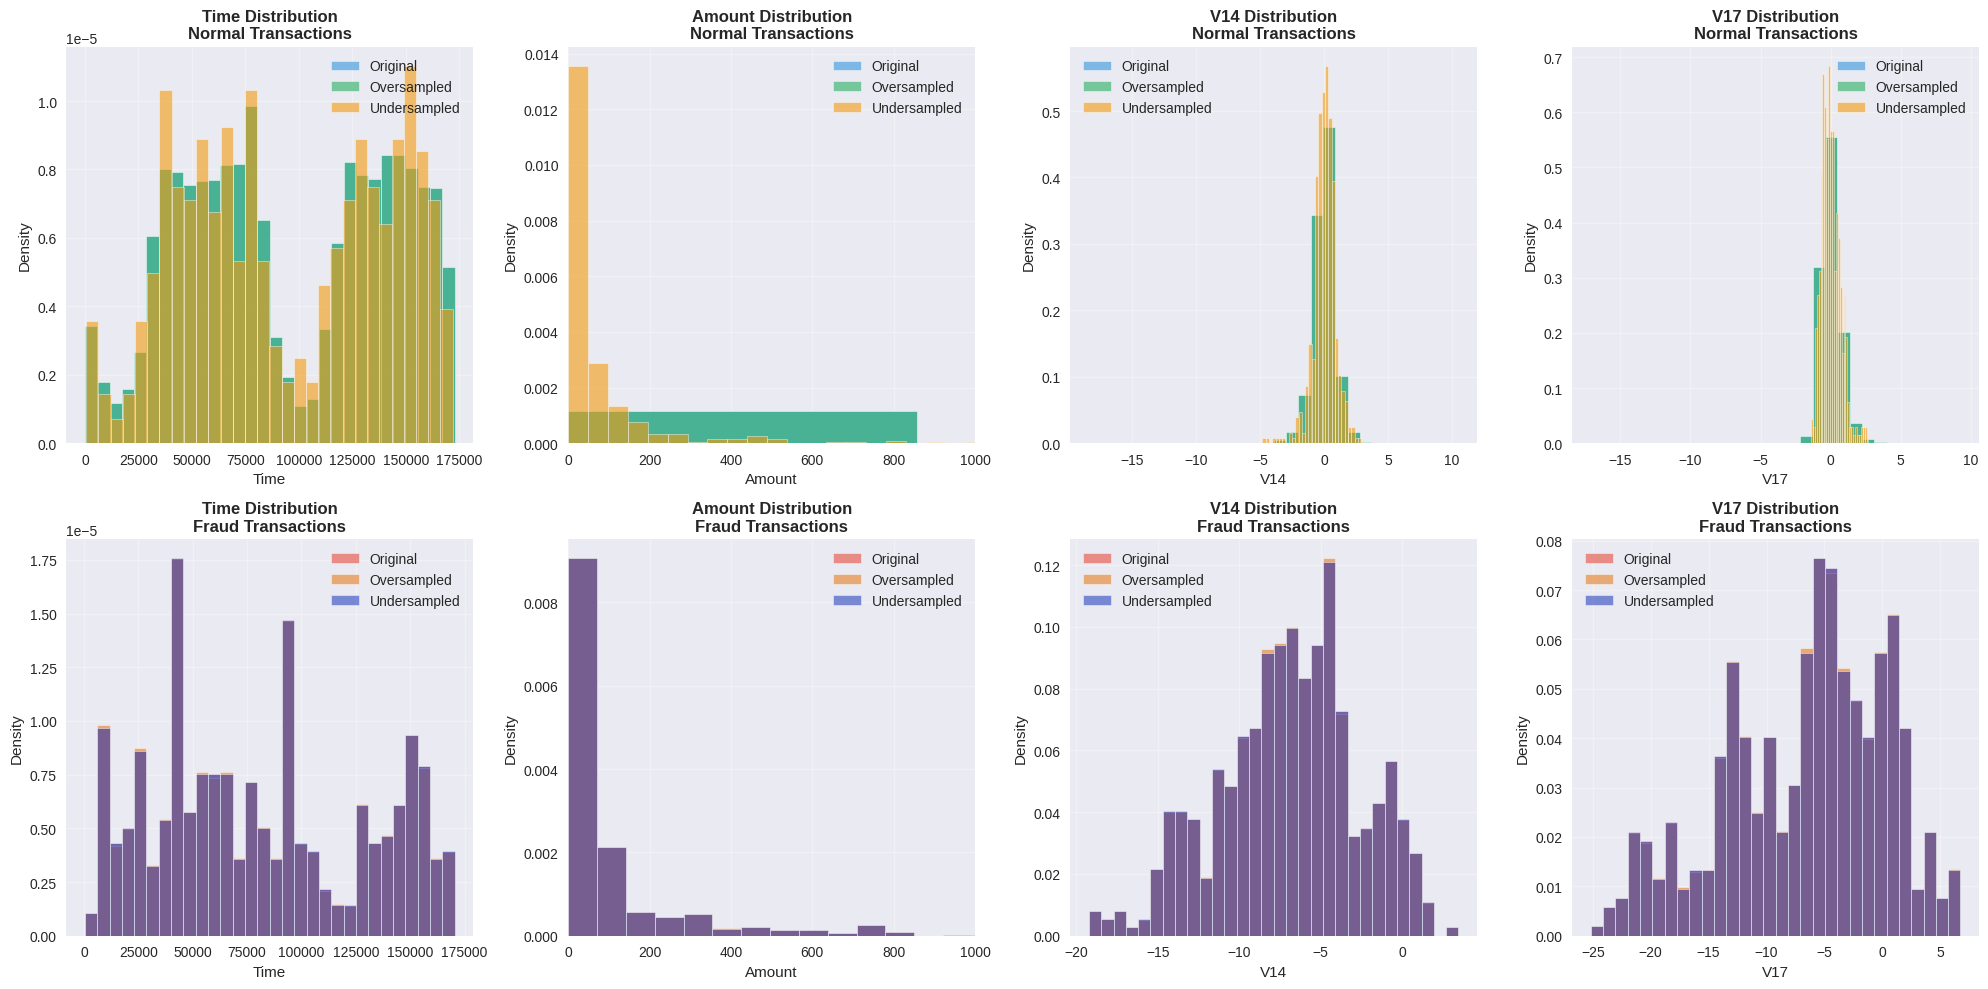 Time Distribution
Normal Transactions
1e−5
Original
Oversampled
Undersampled
1.0
0.8
0.6
0.4
0.2
0.0
Density
0 25000 50000 75000 100000 125000 150000 175000
Time
Amount Distribution
Normal Transactions
Original
Oversampled
Undersampled
0.014
0.012
0.010
0.008
0.006
0.004
0.002
0.000
Density
0 200 400 600 800 1000
Amount
V14 Distribution
Normal Transactions
Original
Oversampled
Undersampled
0.5
0.4
0.3
0.2
0.1
0.0
Density
−15 −10 −5 0 5 10
V14
V17 Distribution
Normal Transactions
Original
Oversampled
Undersampled
0.7
0.6
0.5
0.4
0.3
0.2
0.1
0.0
Density
−15 −10 −5 0 5 10
V17
Time Distribution
Fraud Transactions
1e−5
Original
Oversampled
Undersampled
1.75
1.50
1.25
1.00
0.75
0.50
0.25
0.00
Density
0 25000 50000 75000 100000 125000 150000 175000
Time
Amount Distribution
Fraud Transactions
Original
Oversampled
Undersampled
0.008
0.006
0.004
0.002
0.000
Density
0 200 400 600 800 1000
Amount
V14 Distribution
Fraud Transactions
Original
Oversampled
Undersampled
0.12
0.10
0.08
0.06
0.04
0.02
0.00
Density
−20 −15 −10 −5 0
V14
V17 Distribution
Fraud Transactions
Original
Oversampled
Undersampled
0.08
0.07
0.06
0.05
0.04
0.03
0.02
0.01
0.00
Density
−25 −20 −15 −10 −5 0 5
V17